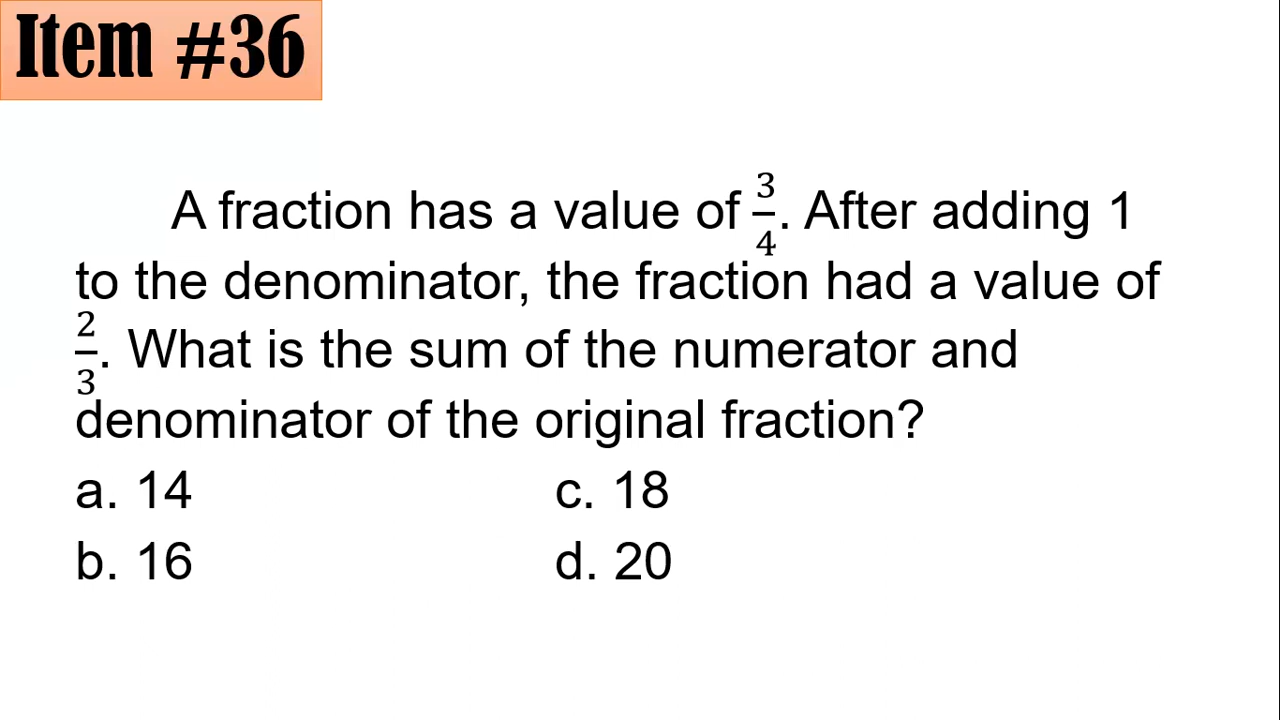 Item #36
A fraction has a value of 3/4. After adding 1
to the denominator, the fraction had a value of
2/3. What is the sum of the numerator and
denominator of the original fraction?
a. 14 c. 18
b. 16 d. 20